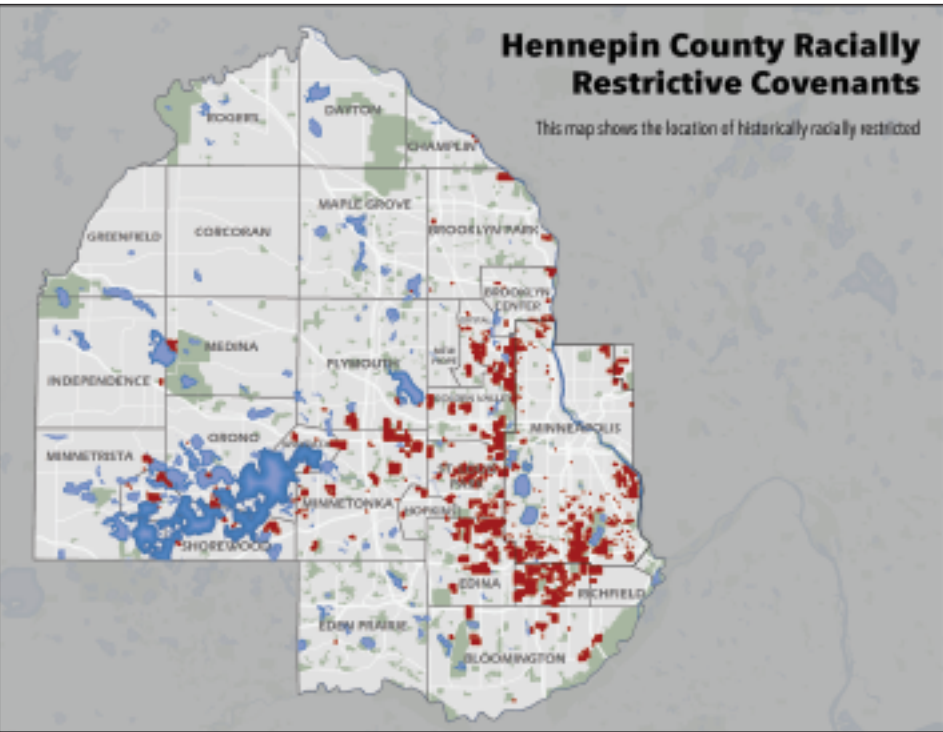 Hennepin County Racially
Restrictive Covenants
This map shows the location of historically racially restricted
ROGERS
DAYTON
CHAMPLIN
MAPLE GROVE
GREENFIELD
CORCORAN
BROOKLYN PARK
BROOKLYN
CENTER
MEDINA
NEW
HOPE
PLYMOUTH
INDEPENDENCE
GOLDEN VALLEY
MINNEAPOLIS
ORONO
MINNETRISTA
MINNETONKA
HOPKINS
SHOREWOOD
EDINA
RICHFIELD
EDEN PRAIRIE
BLOOMINGTON